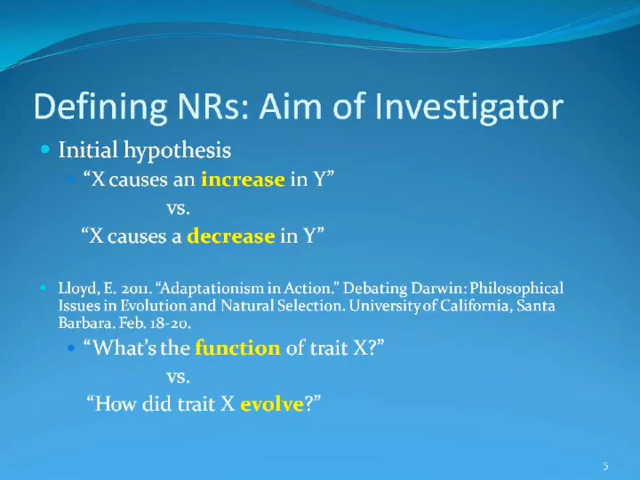 Defining NRs: Aim of Investigator
Initial hypothesis
“X causes an increase in Y”
vs.
“X causes a decrease in Y”
Lloyd, E. 2011. “Adaptationism in Action.” Debating Darwin: Philosophical
Issues in Evolution and Natural Selection. University of California, Santa
Barbara. Feb. 18-20.
“What’s the function of trait X?”
vs.
“How did trait X evolve?”
5